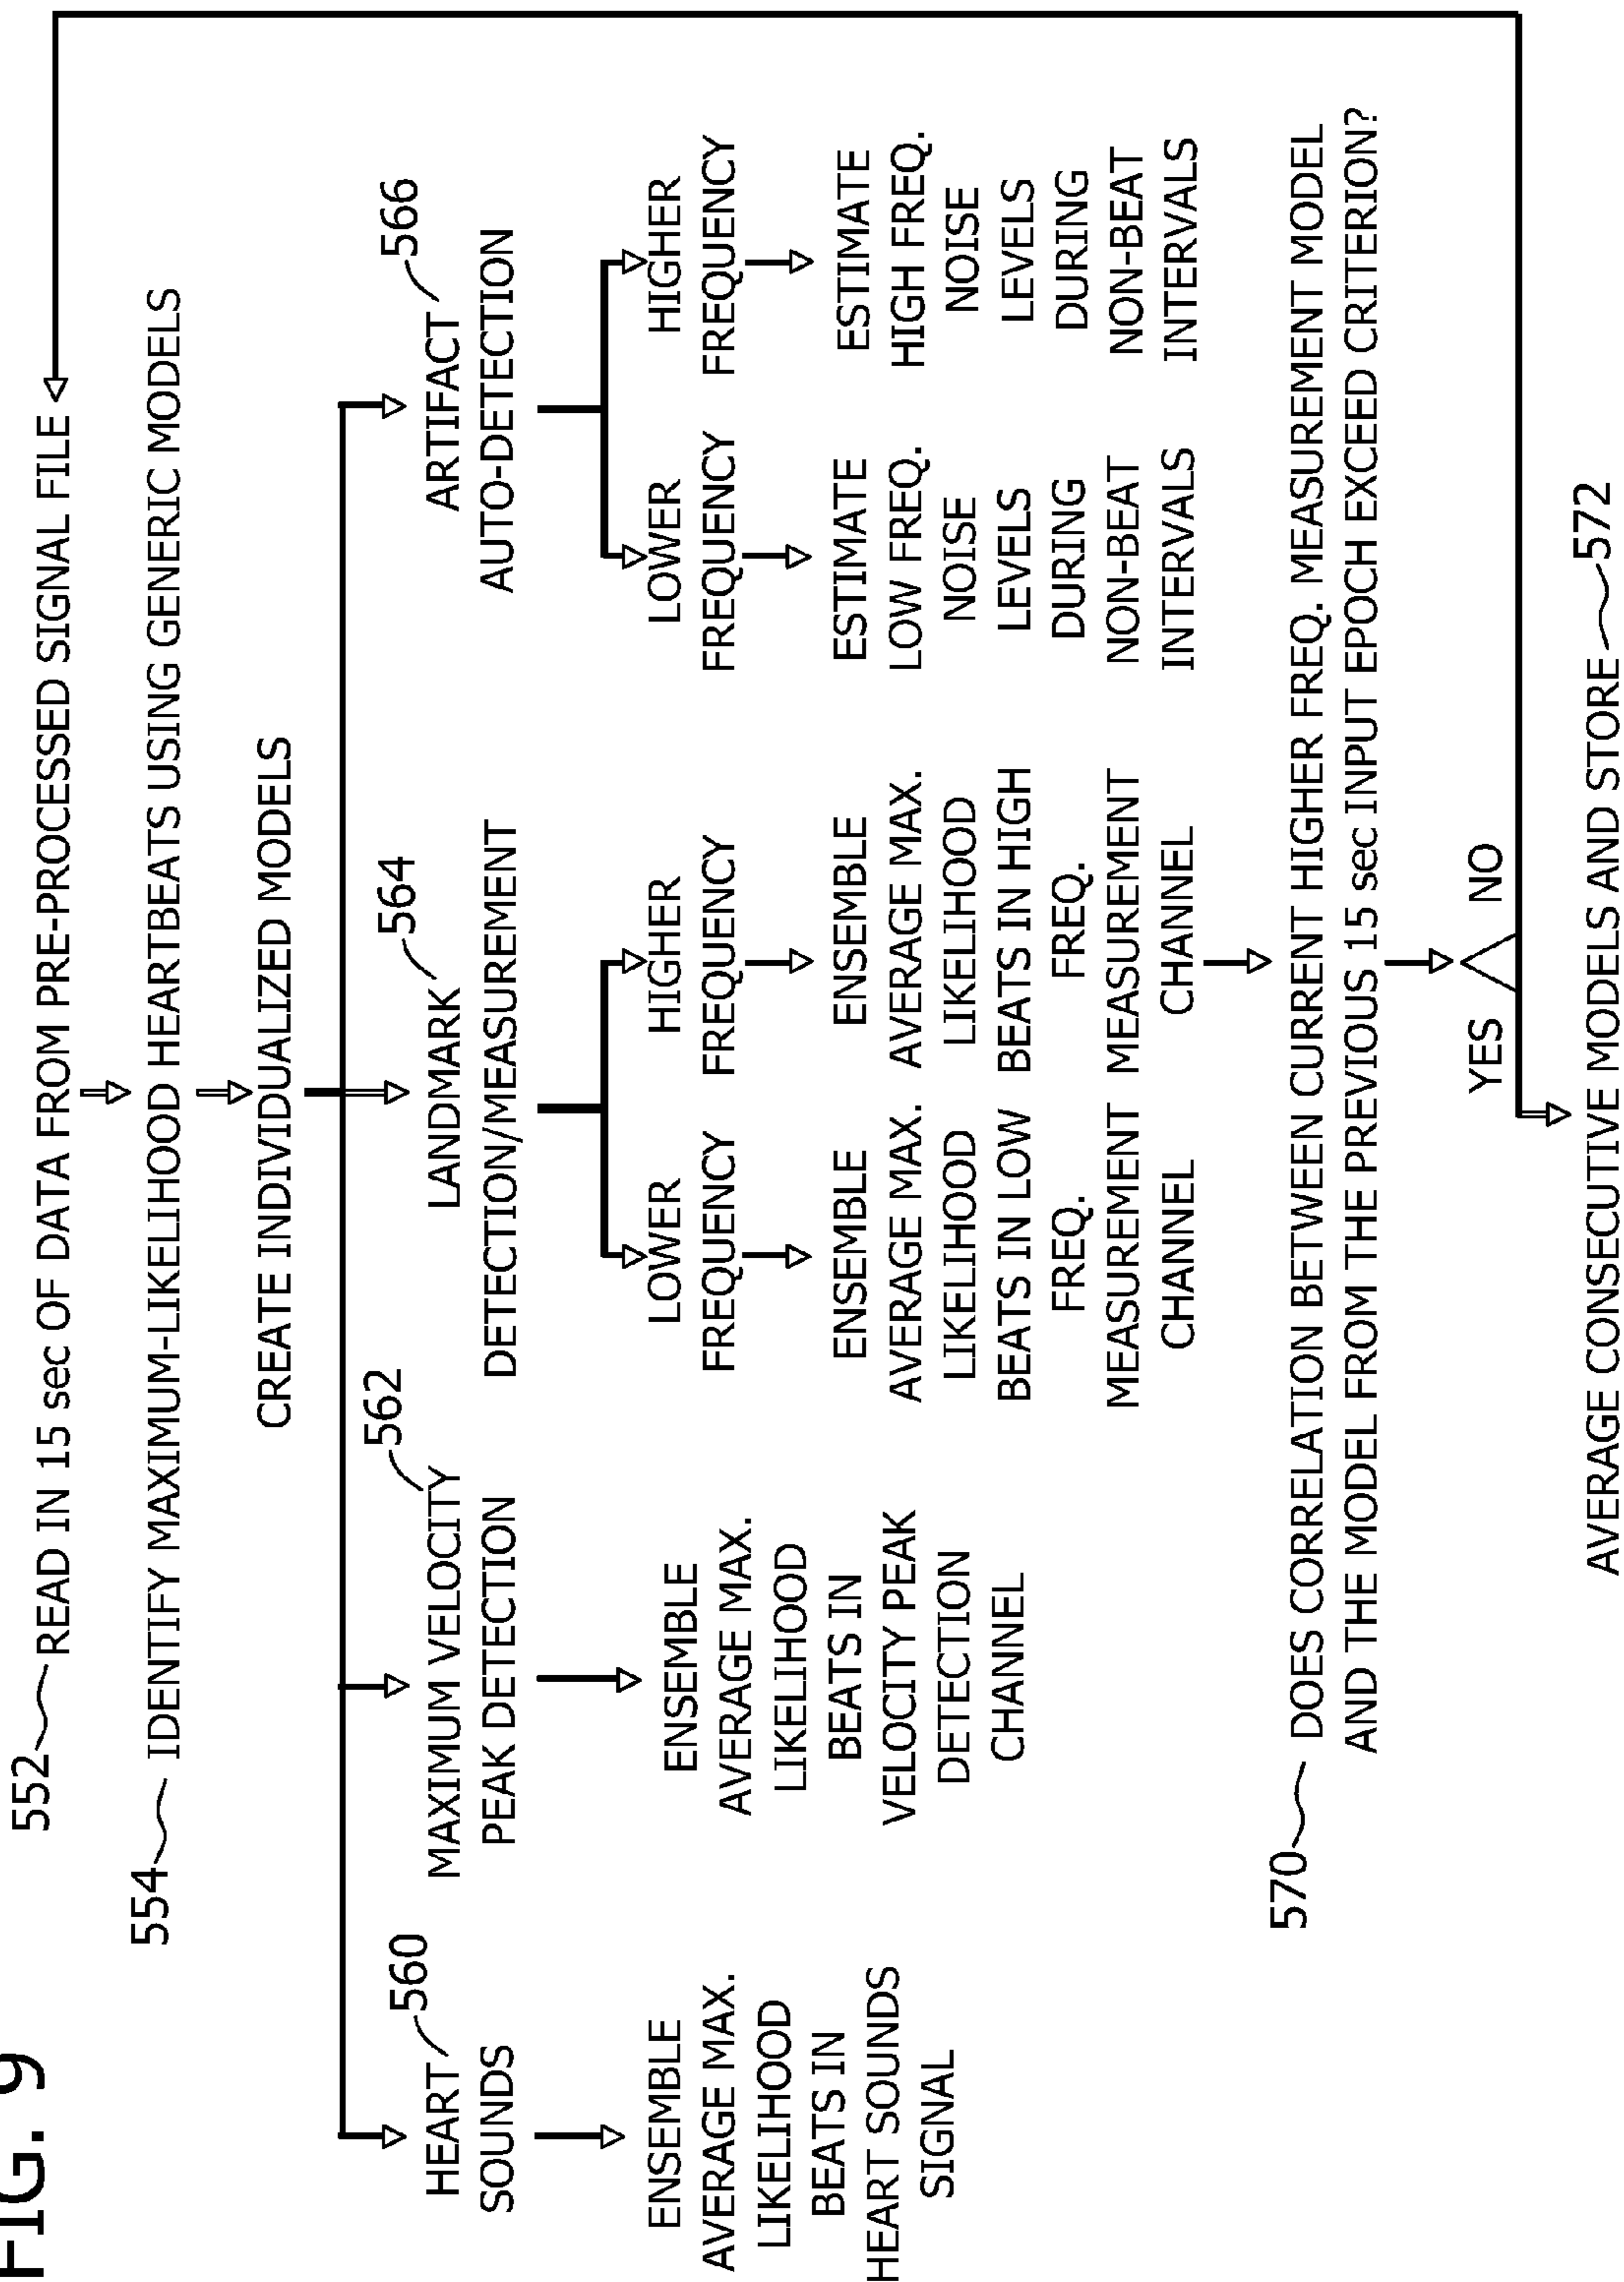 FIG. 9
552
READ IN 15 sec OF DATA FROM PRE-PROCESSED SIGNAL FILE
554
IDENTIFY MAXIMUM-LIKELIHOOD HEARTBEATS USING GENERIC MODELS
CREATE INDIVIDUALIZED MODELS
560
HEART
SOUNDS
ENSEMBLE
AVERAGE MAX.
LIKELIHOOD
BEATS IN
HEART SOUNDS
SIGNAL
562
MAXIMUM VELOCITY
PEAK DETECTION
ENSEMBLE
AVERAGE MAX.
LIKELIHOOD
BEATS IN
VELOCITY PEAK
DETECTION
CHANNEL
564
LANDMARK
DETECTION/MEASUREMENT
LOWER
FREQUENCY
ENSEMBLE
AVERAGE MAX.
LIKELIHOOD
BEATS IN LOW
FREQ.
MEASUREMENT
CHANNEL
HIGHER
FREQUENCY
ENSEMBLE
AVERAGE MAX.
LIKELIHOOD
BEATS IN HIGH
FREQ.
MEASUREMENT
CHANNEL
566
ARTIFACT
AUTO-DETECTION
LOWER
FREQUENCY
ESTIMATE
LOW FREQ.
NOISE
LEVELS
DURING
NON-BEAT
INTERVALS
HIGHER
FREQUENCY
ESTIMATE
HIGH FREQ.
NOISE
LEVELS
DURING
NON-BEAT
INTERVALS
570
DOES CORRELATION BETWEEN CURRENT HIGHER FREQ. MEASUREMENT MODEL
AND THE MODEL FROM THE PREVIOUS 15 sec INPUT EPOCH EXCEED CRITERION?
YES
NO
AVERAGE CONSECUTIVE MODELS AND STORE
572